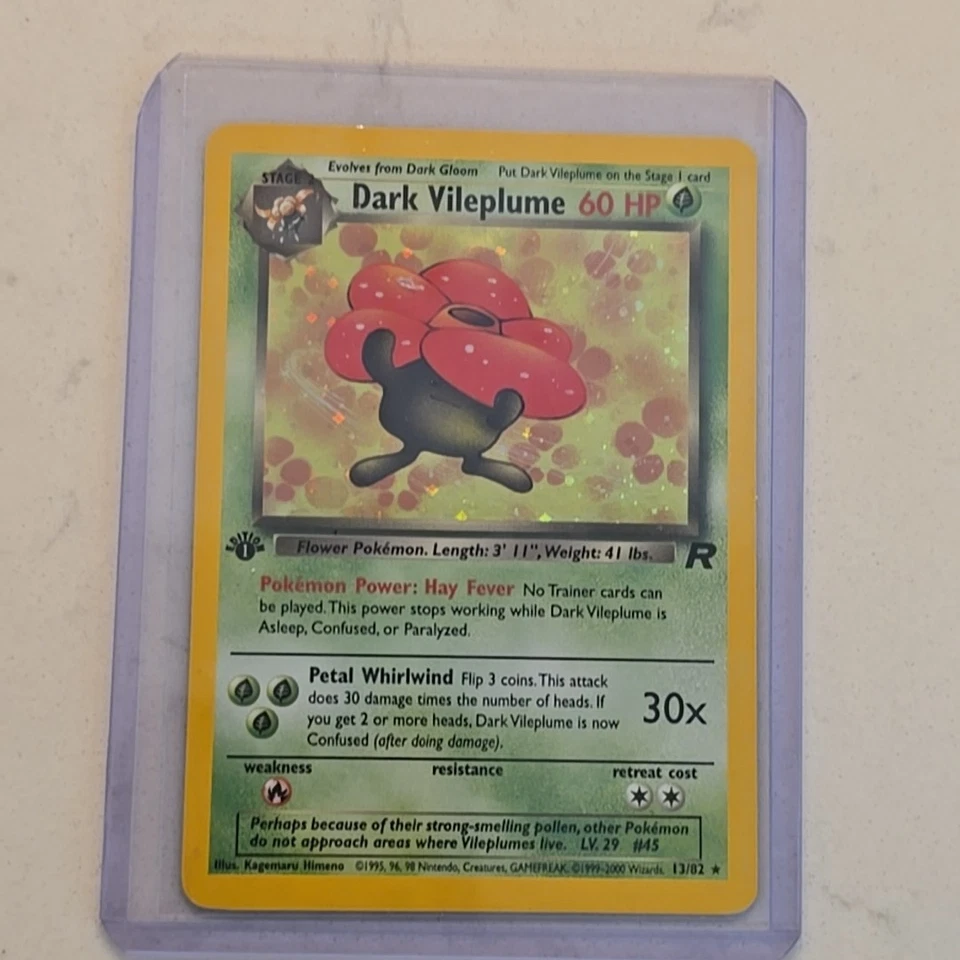 Evolves from Dark Gloom Put Dark Vileplume on the Stage 1 card
STAGE 2
Dark Vileplume 60 HP
EDITION
1
Flower Pokémon. Length: 3' 11", Weight: 41 lbs.
R
Pokémon Power: Hay Fever No Trainer cards can
be played. This power stops working while Dark Vileplume is
Asleep, Confused, or Paralyzed.
Petal Whirlwind Flip 3 coins. This attack
does 30 damage times the number of heads. If
you get 2 or more heads, Dark Vileplume is now
Confused (after doing damage).
30x
weakness resistance retreat cost
Perhaps because of their strong-smelling pollen, other Pokémon
do not approach areas where Vileplumes live. LV. 29 #45
Illus. Kagemaru Himeno ©1995, 96, 98 Nintendo, Creatures, GAMEFREAK. ©1999-2000 Wizards. 13/82 ★